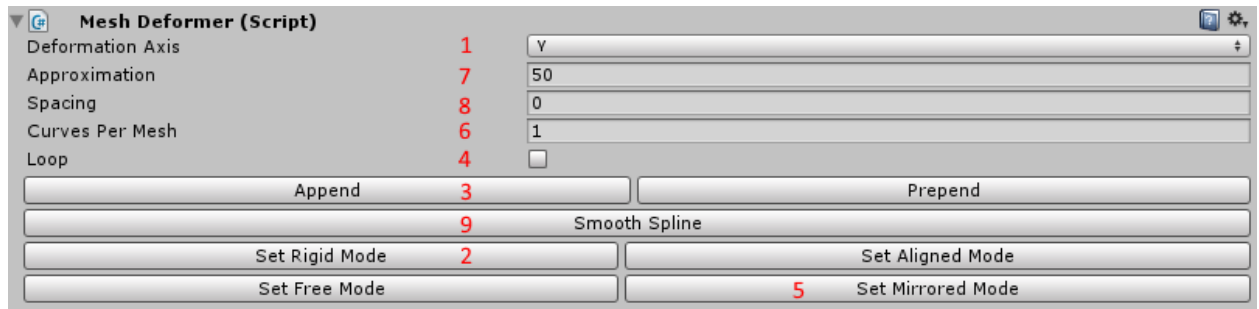 Mesh Deformer (Script)
Deformation Axis 1 Y
Approximation 7 50
Spacing 8 0
Curves Per Mesh 6 1
Loop 4
Append 3 Prepend
9 Smooth Spline
Set Rigid Mode 2 Set Aligned Mode
Set Free Mode 5 Set Mirrored Mode